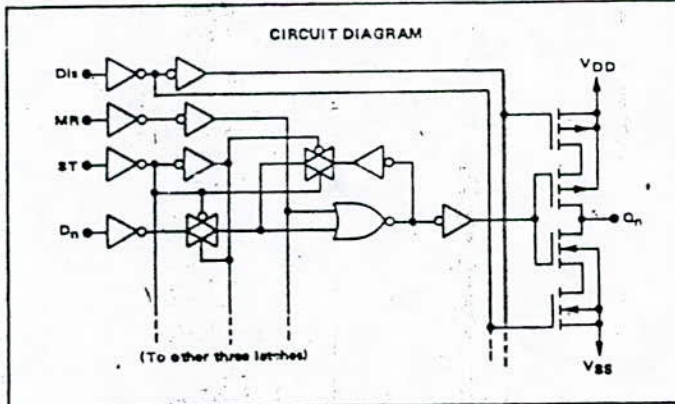 CIRCUIT DIAGRAM
Dis
VDD
MR
ST
Dn
Qn
(To other three latches)
VSS